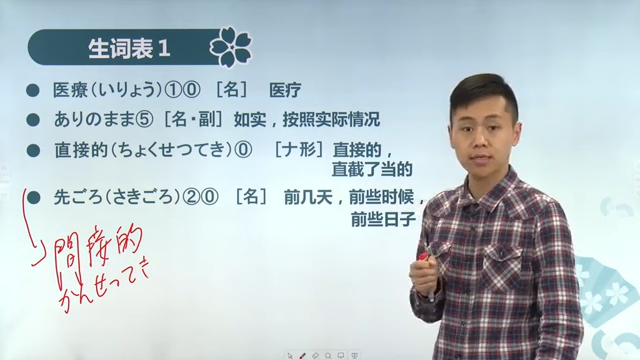 生词表1
● 医療（いりょう）①⓪ ［名］ 医疗
● ありのまま⑤［名・副］如实，按照实际情况
● 直接的（ちょくせつてき）⓪ ［ナ形］直接的，
直截了当的
● 先ごろ（さきごろ）②⓪ ［名］ 前几天，前些时候，
前些日子
間接的
かんせってき